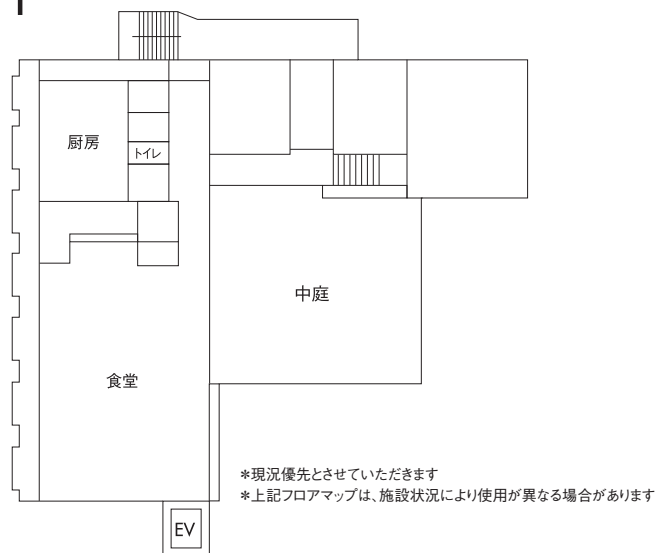 厨房
トイレ
中庭
食堂
*現況優先とさせていただきます
*上記フロアマップは、施設状況により使用が異なる場合があります
EV